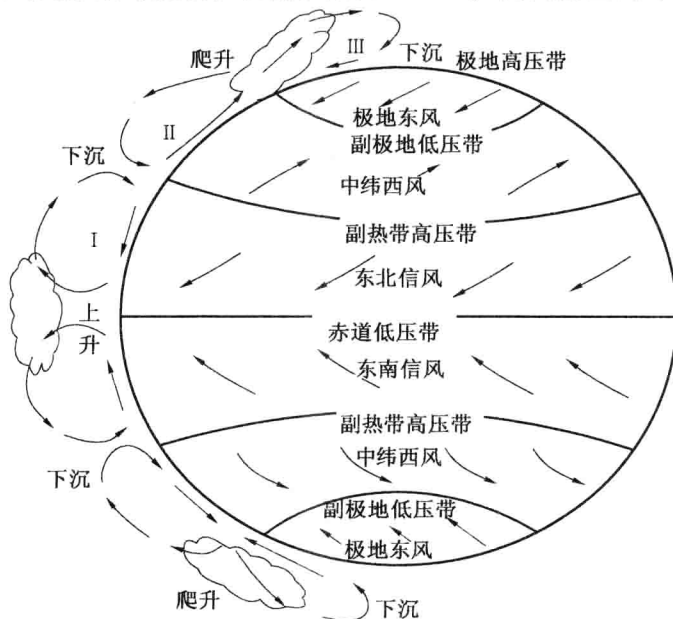 III
下沉
极地高压带
爬升
极地东风
II
副极地低压带
下沉
中纬西风
I
副热带高压带
东北信风
上升
赤道低压带
东南信风
副热带高压带
中纬西风
下沉
副极地低压带
极地东风
爬升
下沉